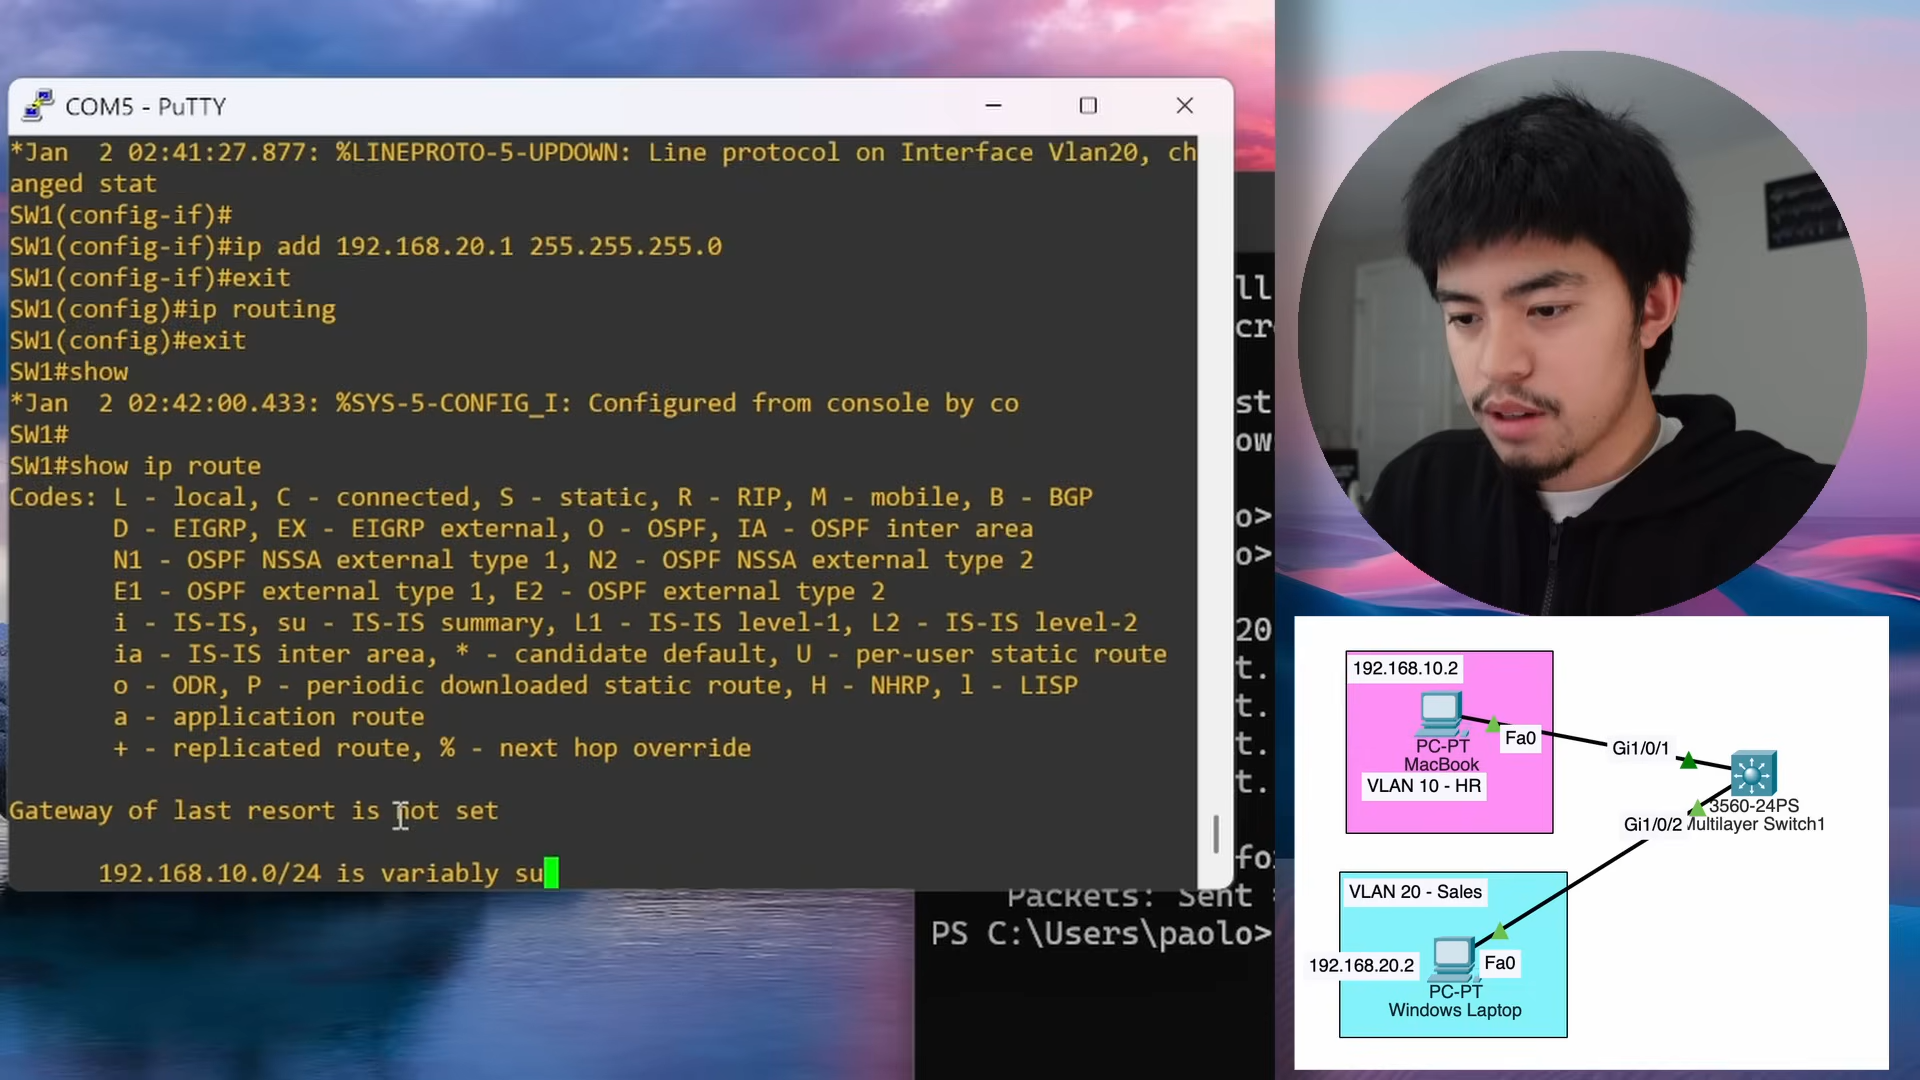 COM5 - PuTTY
*Jan  2 02:41:27.877: %LINEPROTO-5-UPDOWN: Line protocol on Interface Vlan20, ch
anged stat
SW1(config-if)#
SW1(config-if)#ip add 192.168.20.1 255.255.255.0
SW1(config-if)#exit
SW1(config)#ip routing
SW1(config)#exit
SW1#show
*Jan  2 02:42:00.433: %SYS-5-CONFIG_I: Configured from console by co
SW1#
SW1#show ip route
Codes: L - local, C - connected, S - static, R - RIP, M - mobile, B - BGP
D - EIGRP, EX - EIGRP external, O - OSPF, IA - OSPF inter area
N1 - OSPF NSSA external type 1, N2 - OSPF NSSA external type 2
E1 - OSPF external type 1, E2 - OSPF external type 2
i - IS-IS, su - IS-IS summary, L1 - IS-IS level-1, L2 - IS-IS level-2
ia - IS-IS inter area, * - candidate default, U - per-user static route
o - ODR, P - periodic downloaded static route, H - NHRP, l - LISP
a - application route
+ - replicated route, % - next hop override
Gateway of last resort is not set
192.168.10.0/24 is variably su
ll
cr
st
ow
o>
o>
20
t.
t.
t.
t.
fo
Packets: Sent
PS C:\Users\paolo>
192.168.10.2
Fa0
PC-PT
MacBook
VLAN 10 - HR
Gi1/0/1
3560-24PS
Gi1/0/2
Multilayer Switch1
VLAN 20 - Sales
192.168.20.2
Fa0
PC-PT
Windows Laptop